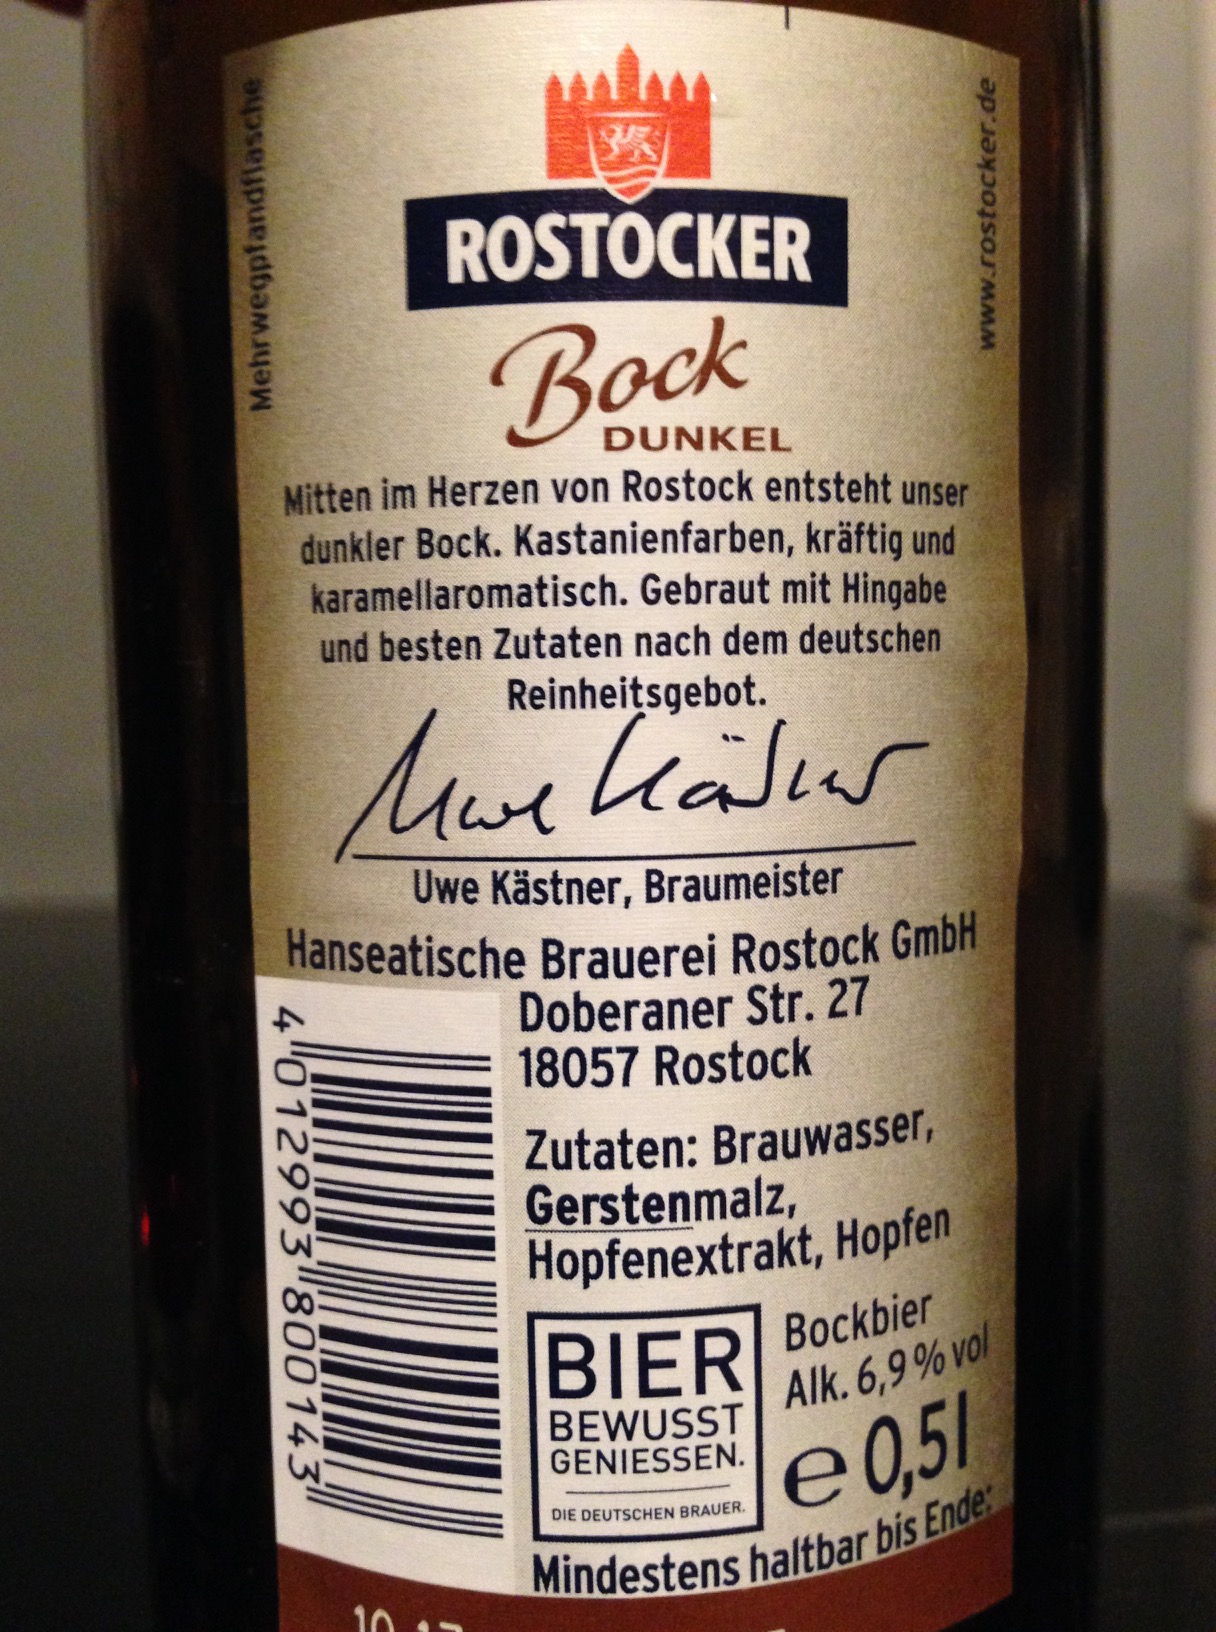 Mehrwegpfandflasche
www.rostocker.de
ROSTOCKER
Bock
DUNKEL
Mitten im Herzen von Rostock entsteht unser
dunkler Bock. Kastanienfarben, kräftig und
karamellaromatisch. Gebraut mit Hingabe
und besten Zutaten nach dem deutschen
Reinheitsgebot.
Uwe Kästner
Uwe Kästner, Braumeister
Hanseatische Brauerei Rostock GmbH
Doberaner Str. 27
18057 Rostock
Zutaten: Brauwasser,
Gerstenmalz,
Hopfenextrakt, Hopfen
4 012993 800143
BIER
BEWUSST
GENIESSEN.
DIE DEUTSCHEN BRAUER.
Bockbier
Alk. 6,9 % vol
e 0,5l
Mindestens haltbar bis Ende: